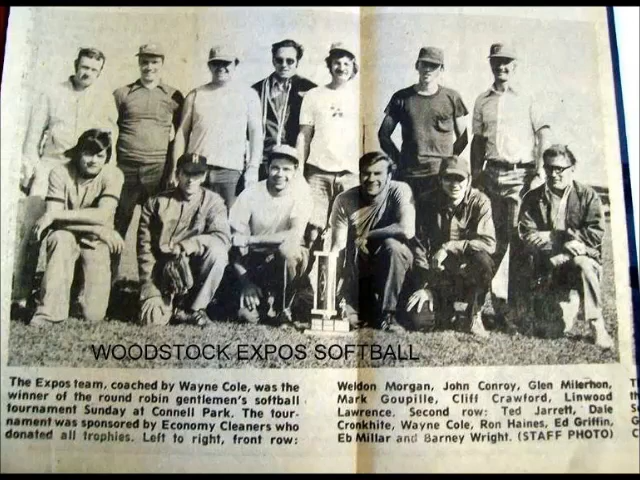 WOODSTOCK EXPOS SOFTBALL
The Expos team, coached by Wayne Cole, was the
winner of the round robin gentlemen's softball
tournament Sunday at Connell Park. The tour-
nament was sponsored by Economy Cleaners who
donated all trophies. Left to right, front row:
Weldon Morgan, John Conroy, Glen Milerhon,
Mark Goupille, Cliff Crawford, Linwood
Lawrence. Second row: Ted Jarrett, Dale
Cronkhite, Wayne Cole, Ron Haines, Ed Griffin,
Eb Millar and Barney Wright. (STAFF PHOTO)